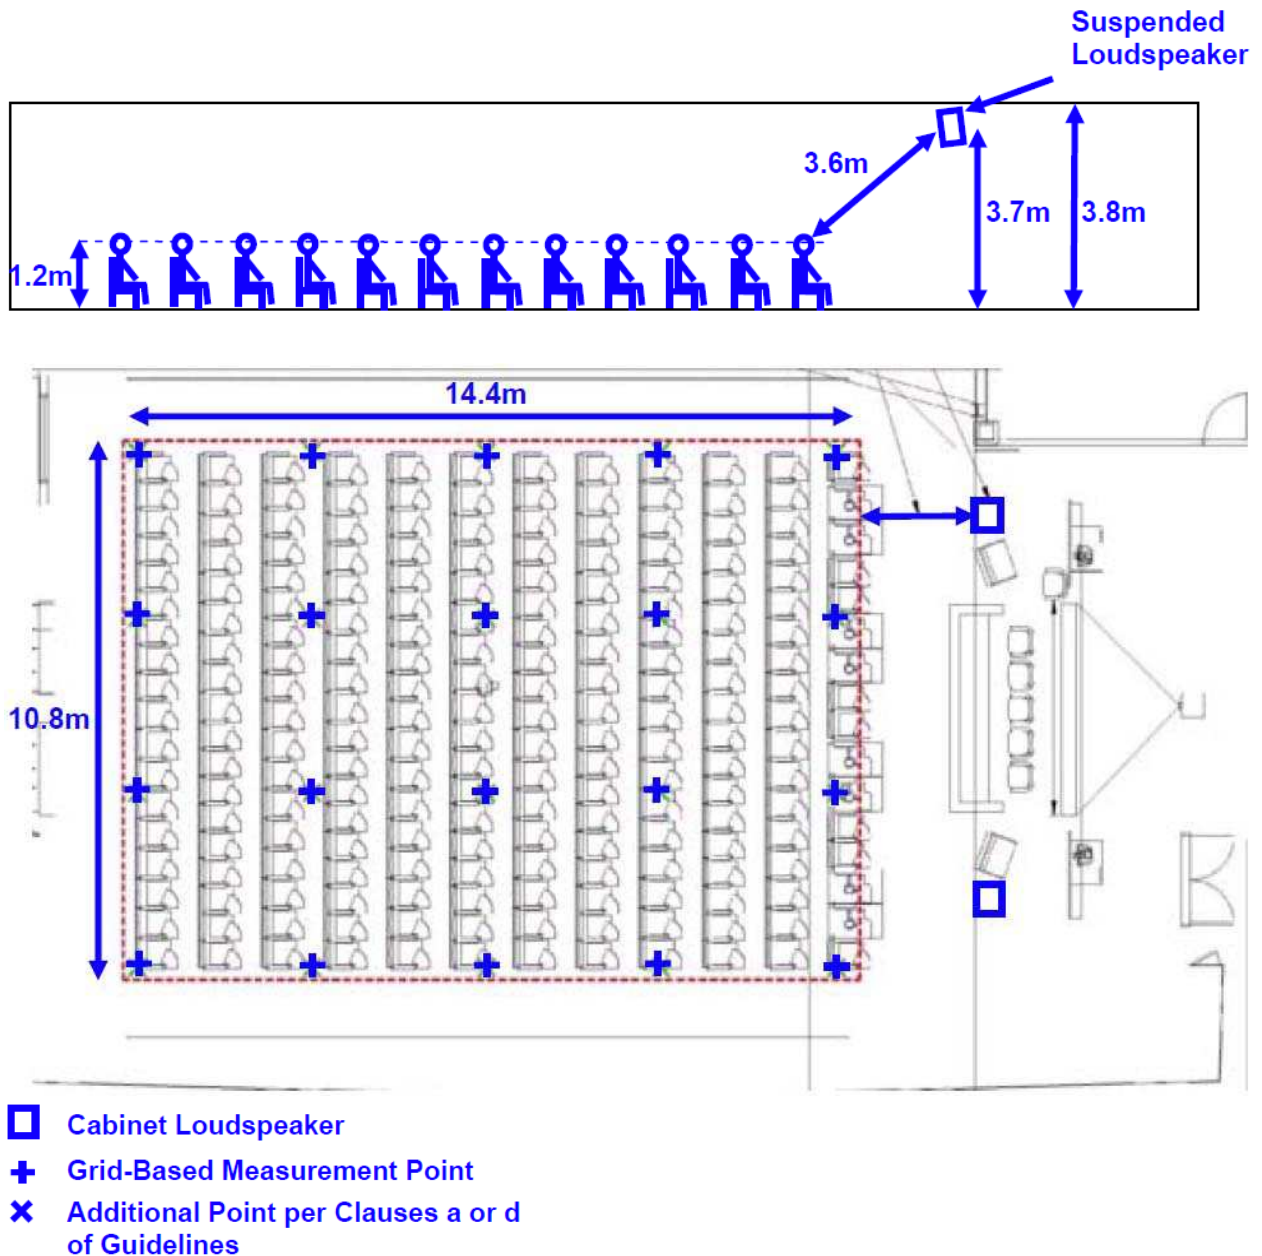 Suspended
Loudspeaker
3.6m
3.7m
3.8m
1.2m
14.4m
10.8m
Cabinet Loudspeaker
Grid-Based Measurement Point
Additional Point per Clauses a or d
of Guidelines